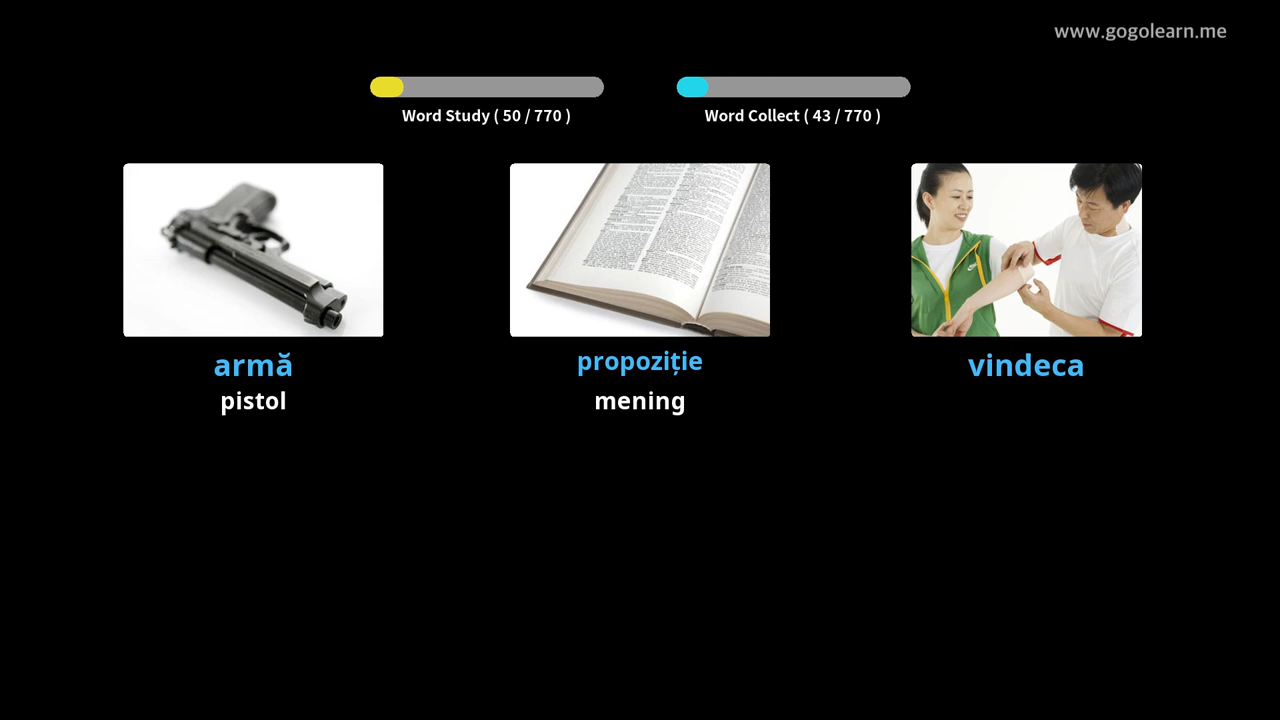 www.gogolearn.me
Word Study ( 50 / 770 )
Word Collect ( 43 / 770 )
armă
propoziție
vindeca
pistol
mening